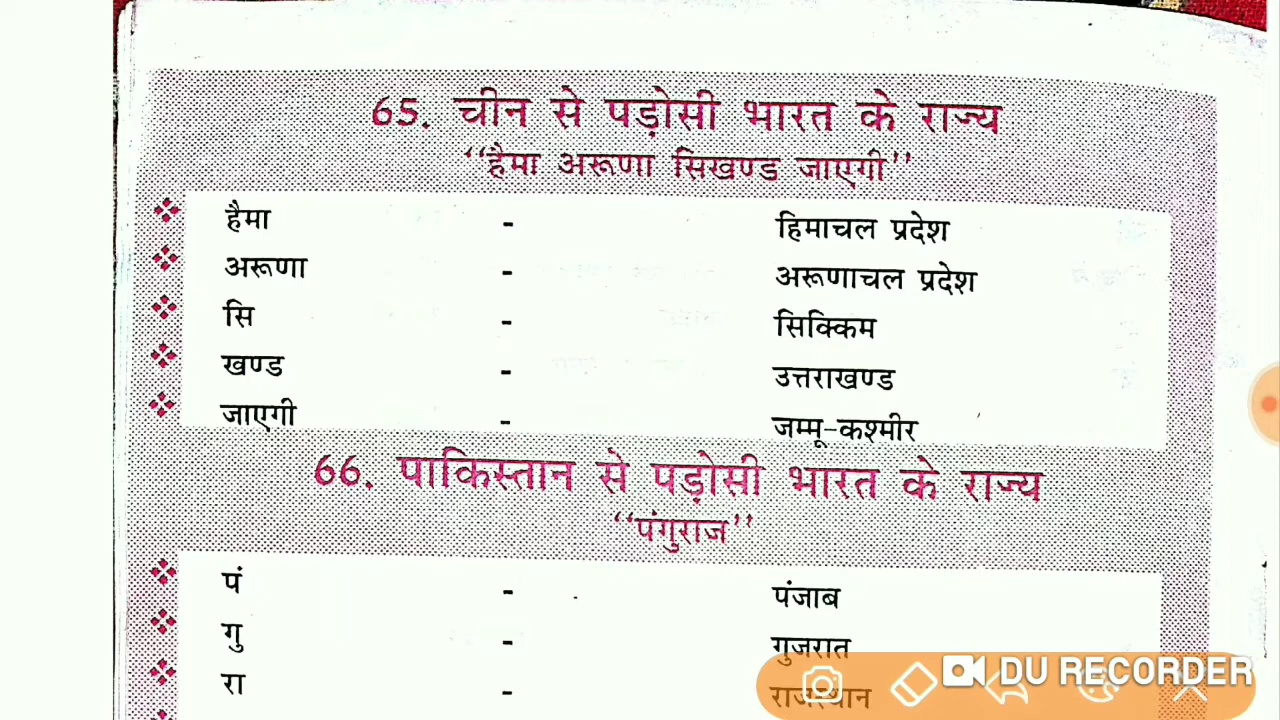 65. चीन से पड़ोसी भारत के राज्य
“हैमा अरूणा सिखण्ड जाएगी”
हैमा - हिमाचल प्रदेश
अरूणा - अरूणाचल प्रदेश
सि - सिक्किम
खण्ड - उत्तराखण्ड
जाएगी - जम्मू-कश्मीर
66. पाकिस्तान से पड़ोसी भारत के राज्य
“पंगुराज”
पं - पंजाब
गु - गुजरात
रा - राजस्थान
DU RECORDER